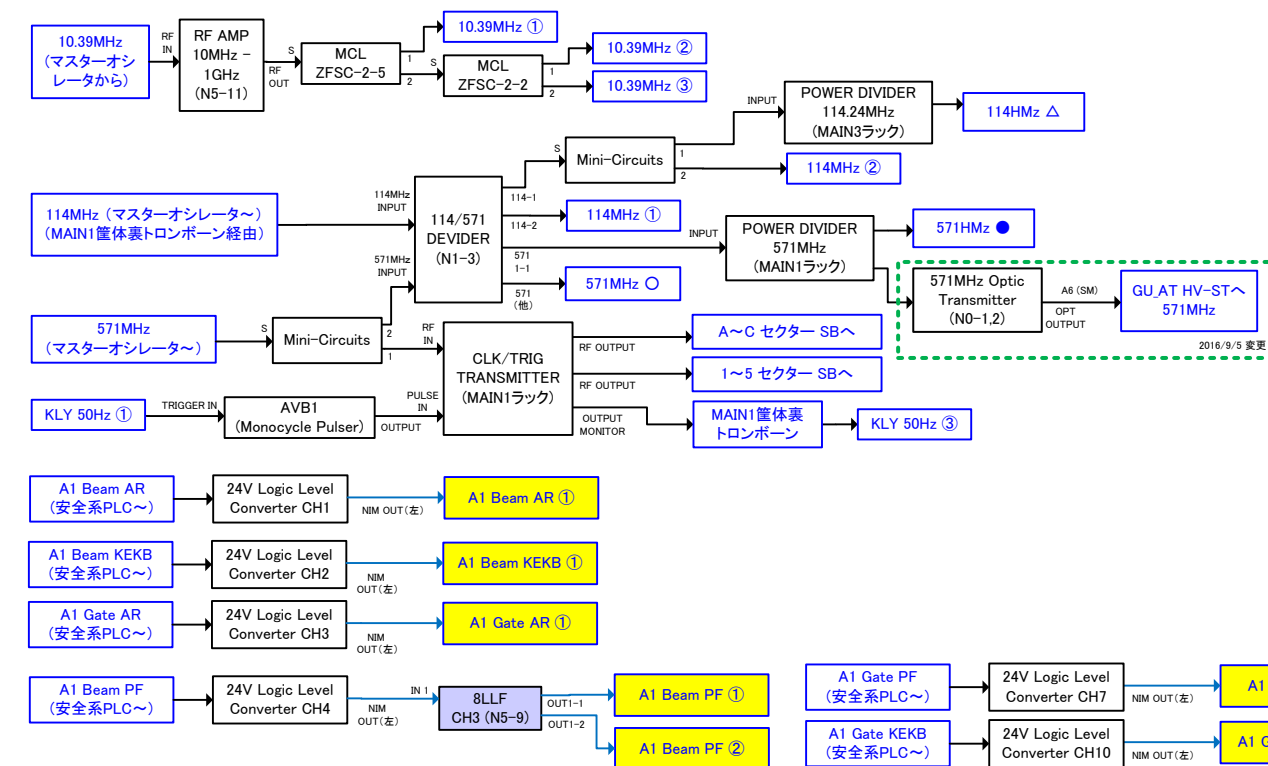 10.39MHz
(マスターオシ
レータから)
RF
IN
RF AMP
10MHz -
1GHz
(N5-11)
S
RF
OUT
MCL
ZFSC-2-5
1
2
10.39MHz ①
S
MCL
ZFSC-2-2
1
2
10.39MHz ②
10.39MHz ③
INPUT
POWER DIVIDER
114.24MHz
(MAIN3ラック)
114HMz △
S
Mini-Circuits
1
2
114MHz ②
114MHz (マスターオシレータ~)
(MAIN1筐体裏トロンボーン経由)
114MHz
INPUT
571MHz
INPUT
114/571
DEVIDER
(N1-3)
114-1
114-2
571
1-1
571
(他)
114MHz ①
INPUT
POWER DIVIDER
571MHz
(MAIN1ラック)
571HMz ●
571MHz ○
571MHz Optic
Transmitter
(N0-1,2)
A6 (SM)
OPT
OUTPUT
GU_AT HV-STへ
571MHz
2016/9/5 変更
571MHz
(マスターオシレータ~)
S
Mini-Circuits
2
1
RF
IN
CLK/TRIG
TRANSMITTER
(MAIN1ラック)
RF OUTPUT
A~C セクター SBへ
RF OUTPUT
1~5 セクター SBへ
OUTPUT
MONITOR
MAIN1筐体裏
トロンボーン
KLY 50Hz ③
KLY 50Hz ①
TRIGGER IN
AVB1
(Monocycle Pulser)
OUTPUT
PULSE
IN
A1 Beam AR
(安全系PLC~)
24V Logic Level
Converter CH1
NIM OUT(左)
A1 Beam AR ①
A1 Beam KEKB
(安全系PLC~)
24V Logic Level
Converter CH2
NIM
OUT(左)
A1 Beam KEKB ①
A1 Gate AR
(安全系PLC~)
24V Logic Level
Converter CH3
NIM
OUT(左)
A1 Gate AR ①
A1 Beam PF
(安全系PLC~)
24V Logic Level
Converter CH4
NIM
OUT(左)
IN 1
8LLF
CH3 (N5-9)
OUT1-1
OUT1-2
A1 Beam PF ①
A1 Beam PF ②
A1 Gate PF
(安全系PLC~)
24V Logic Level
Converter CH7
NIM OUT(左)
A1
A1 Gate KEKB
(安全系PLC~)
24V Logic Level
Converter CH10
NIM OUT(左)
A1